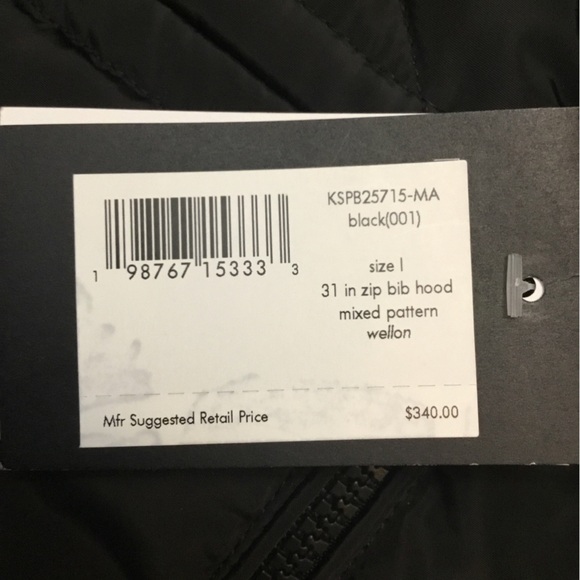 KSPB25715-MA
black(001)
1 98767 15333 3
size l
31 in zip bib hood
mixed pattern
wellon
Mfr Suggested Retail Price $340.00